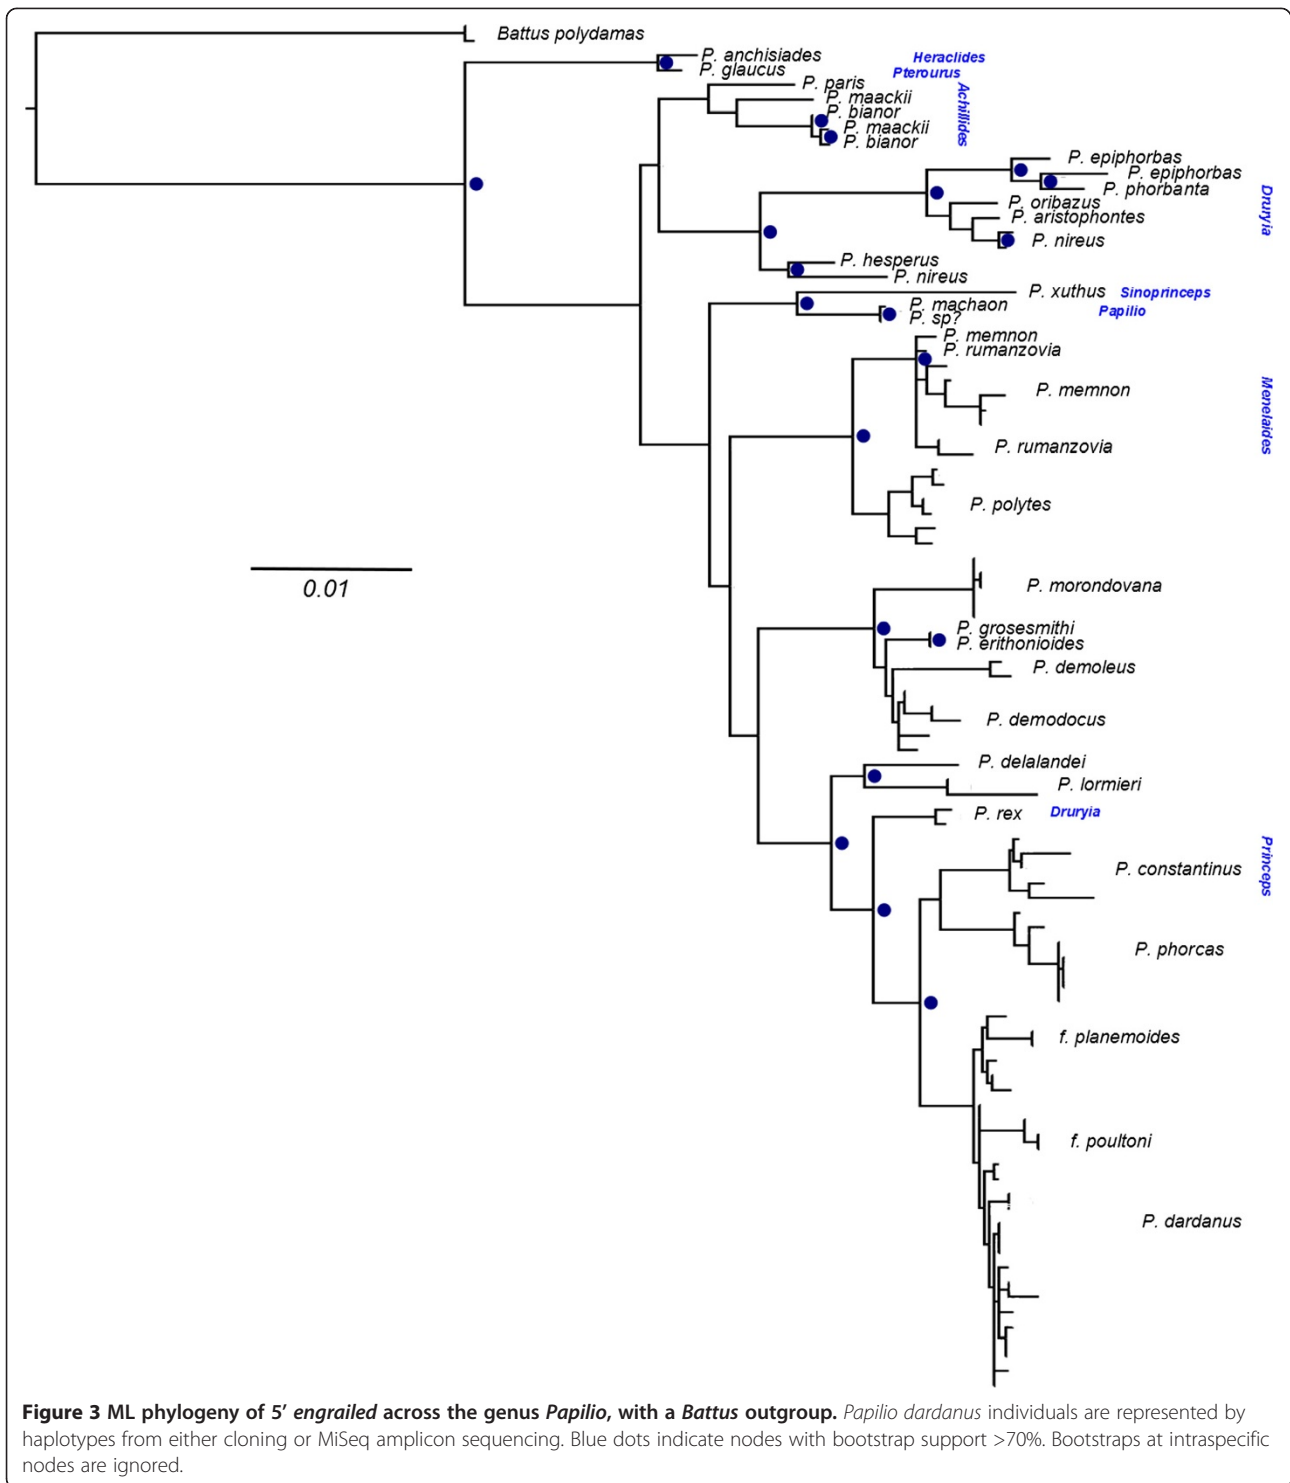 Battus polydamas
P. anchisiades
Heraclides
P. glaucus
Pterourus
P. paris
Achillides
P. maackii
P. bianor
P. maackii
P. bianor
P. epiphorbas
P. epiphorbas
P. phorbanta
Druryia
P. oribazus
P. aristophontes
P. nireus
P. hesperus
P. nireus
P. xuthus Sinoprinceps
P. machaon
Papilio
P. sp?
P. memnon
P. rumanzovia
P. memnon
Menelaides
P. rumanzovia
P. polytes
0.01
P. morondovana
P. grosesmithi
P. erithonioides
P. demoleus
P. demodocus
P. delalandei
P. lormieri
P. rex Druryia
P. constantinus
Princeps
P. phorcas
f. planemoides
f. poultoni
P. dardanus
Figure 3 ML phylogeny of 5′ engrailed across the genus Papilio, with a Battus outgroup. Papilio dardanus individuals are represented by
haplotypes from either cloning or MiSeq amplicon sequencing. Blue dots indicate nodes with bootstrap support >70%. Bootstraps at intraspecific
nodes are ignored.